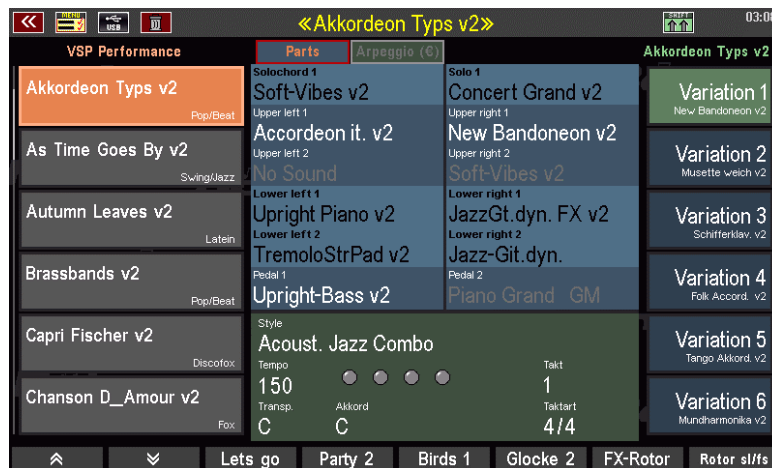 MENU
USB
«Akkordeon Typs v2»
SHIFT
03:08
VSP Performance
Parts
Arpeggio (€)
Akkordeon Typs v2
Akkordeon Typs v2
Pop/Beat
As Time Goes By v2
Swing/Jazz
Autumn Leaves v2
Latein
Brassbands v2
Pop/Beat
Capri Fischer v2
Discofox
Chanson D__Amour v2
Fox
Solochord 1
Soft-Vibes v2
Solo 1
Concert Grand v2
Upper left 1
Accordeon it. v2
Upper right 1
New Bandoneon v2
Upper left 2
No Sound
Upper right 2
Soft-Vibes v2
Lower left 1
Upright Piano v2
Lower right 1
JazzGt.dyn. FX v2
Lower left 2
TremoloStrPad v2
Lower right 2
Jazz-Git.dyn.
Pedal 1
Upright-Bass v2
Pedal 2
Piano Grand GM
Style
Acoust. Jazz Combo
Tempo
150
Takt
1
Transp.
C
Akkord
C
Taktart
4/4
Variation 1
New Bandoneon v2
Variation 2
Musette weich v2
Variation 3
Schifferklav. v2
Variation 4
Folk Accord. v2
Variation 5
Tango Akkord. v2
Variation 6
Mundharmonika v2
Lets go
Party 2
Birds 1
Glocke 2
FX-Rotor
Rotor sl/fs